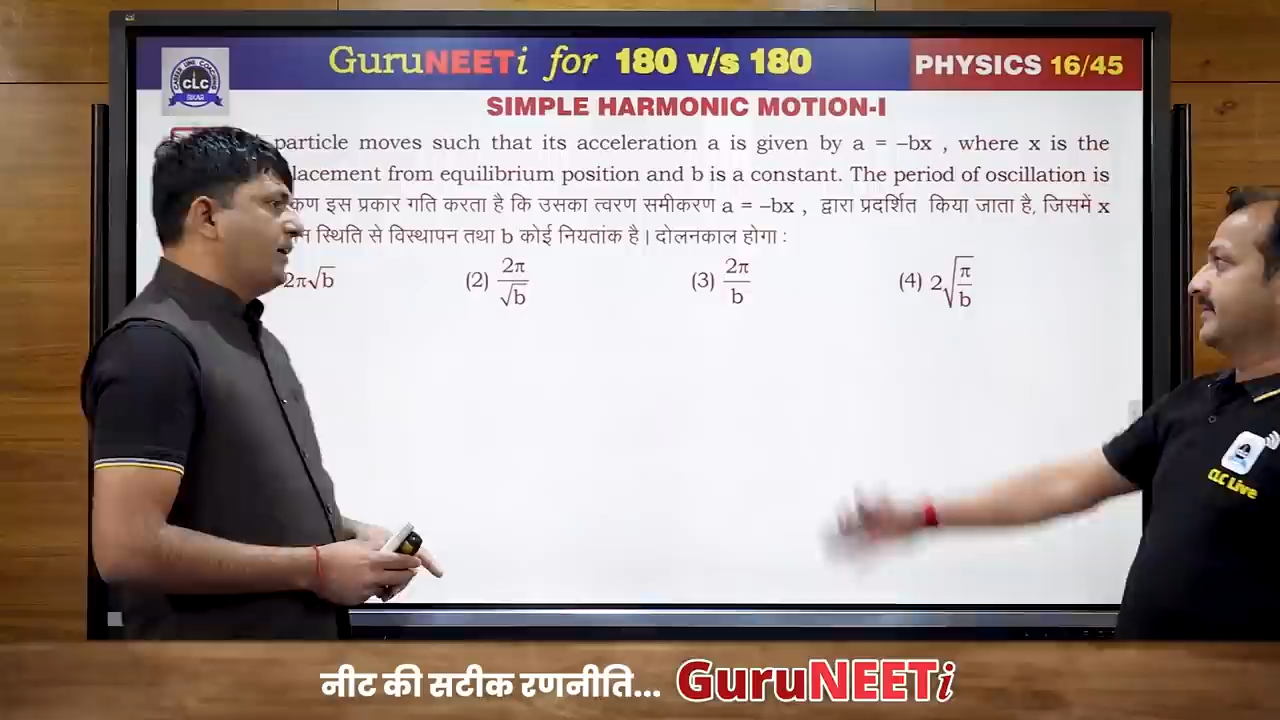 GuruNEETi for 180 v/s 180
PHYSICS 16/45
CLC
SIKAR
SIMPLE HARMONIC MOTION-I
particle moves such that its acceleration a is given by a = –bx , where x is the
lacement from equilibrium position and b is a constant. The period of oscillation is
कण इस प्रकार गति करता है कि उसका त्वरण समीकरण a = –bx , द्वारा प्रदर्शित किया जाता है, जिसमें x
स्थिति से विस्थापन तथा b कोई नियतांक है। दोलनकाल होगा :
2π√b (2) 2π/√b (3) 2π/b (4) 2√(π/b)
CLC Live
नीट की सटीक रणनीति... GuruNEETi